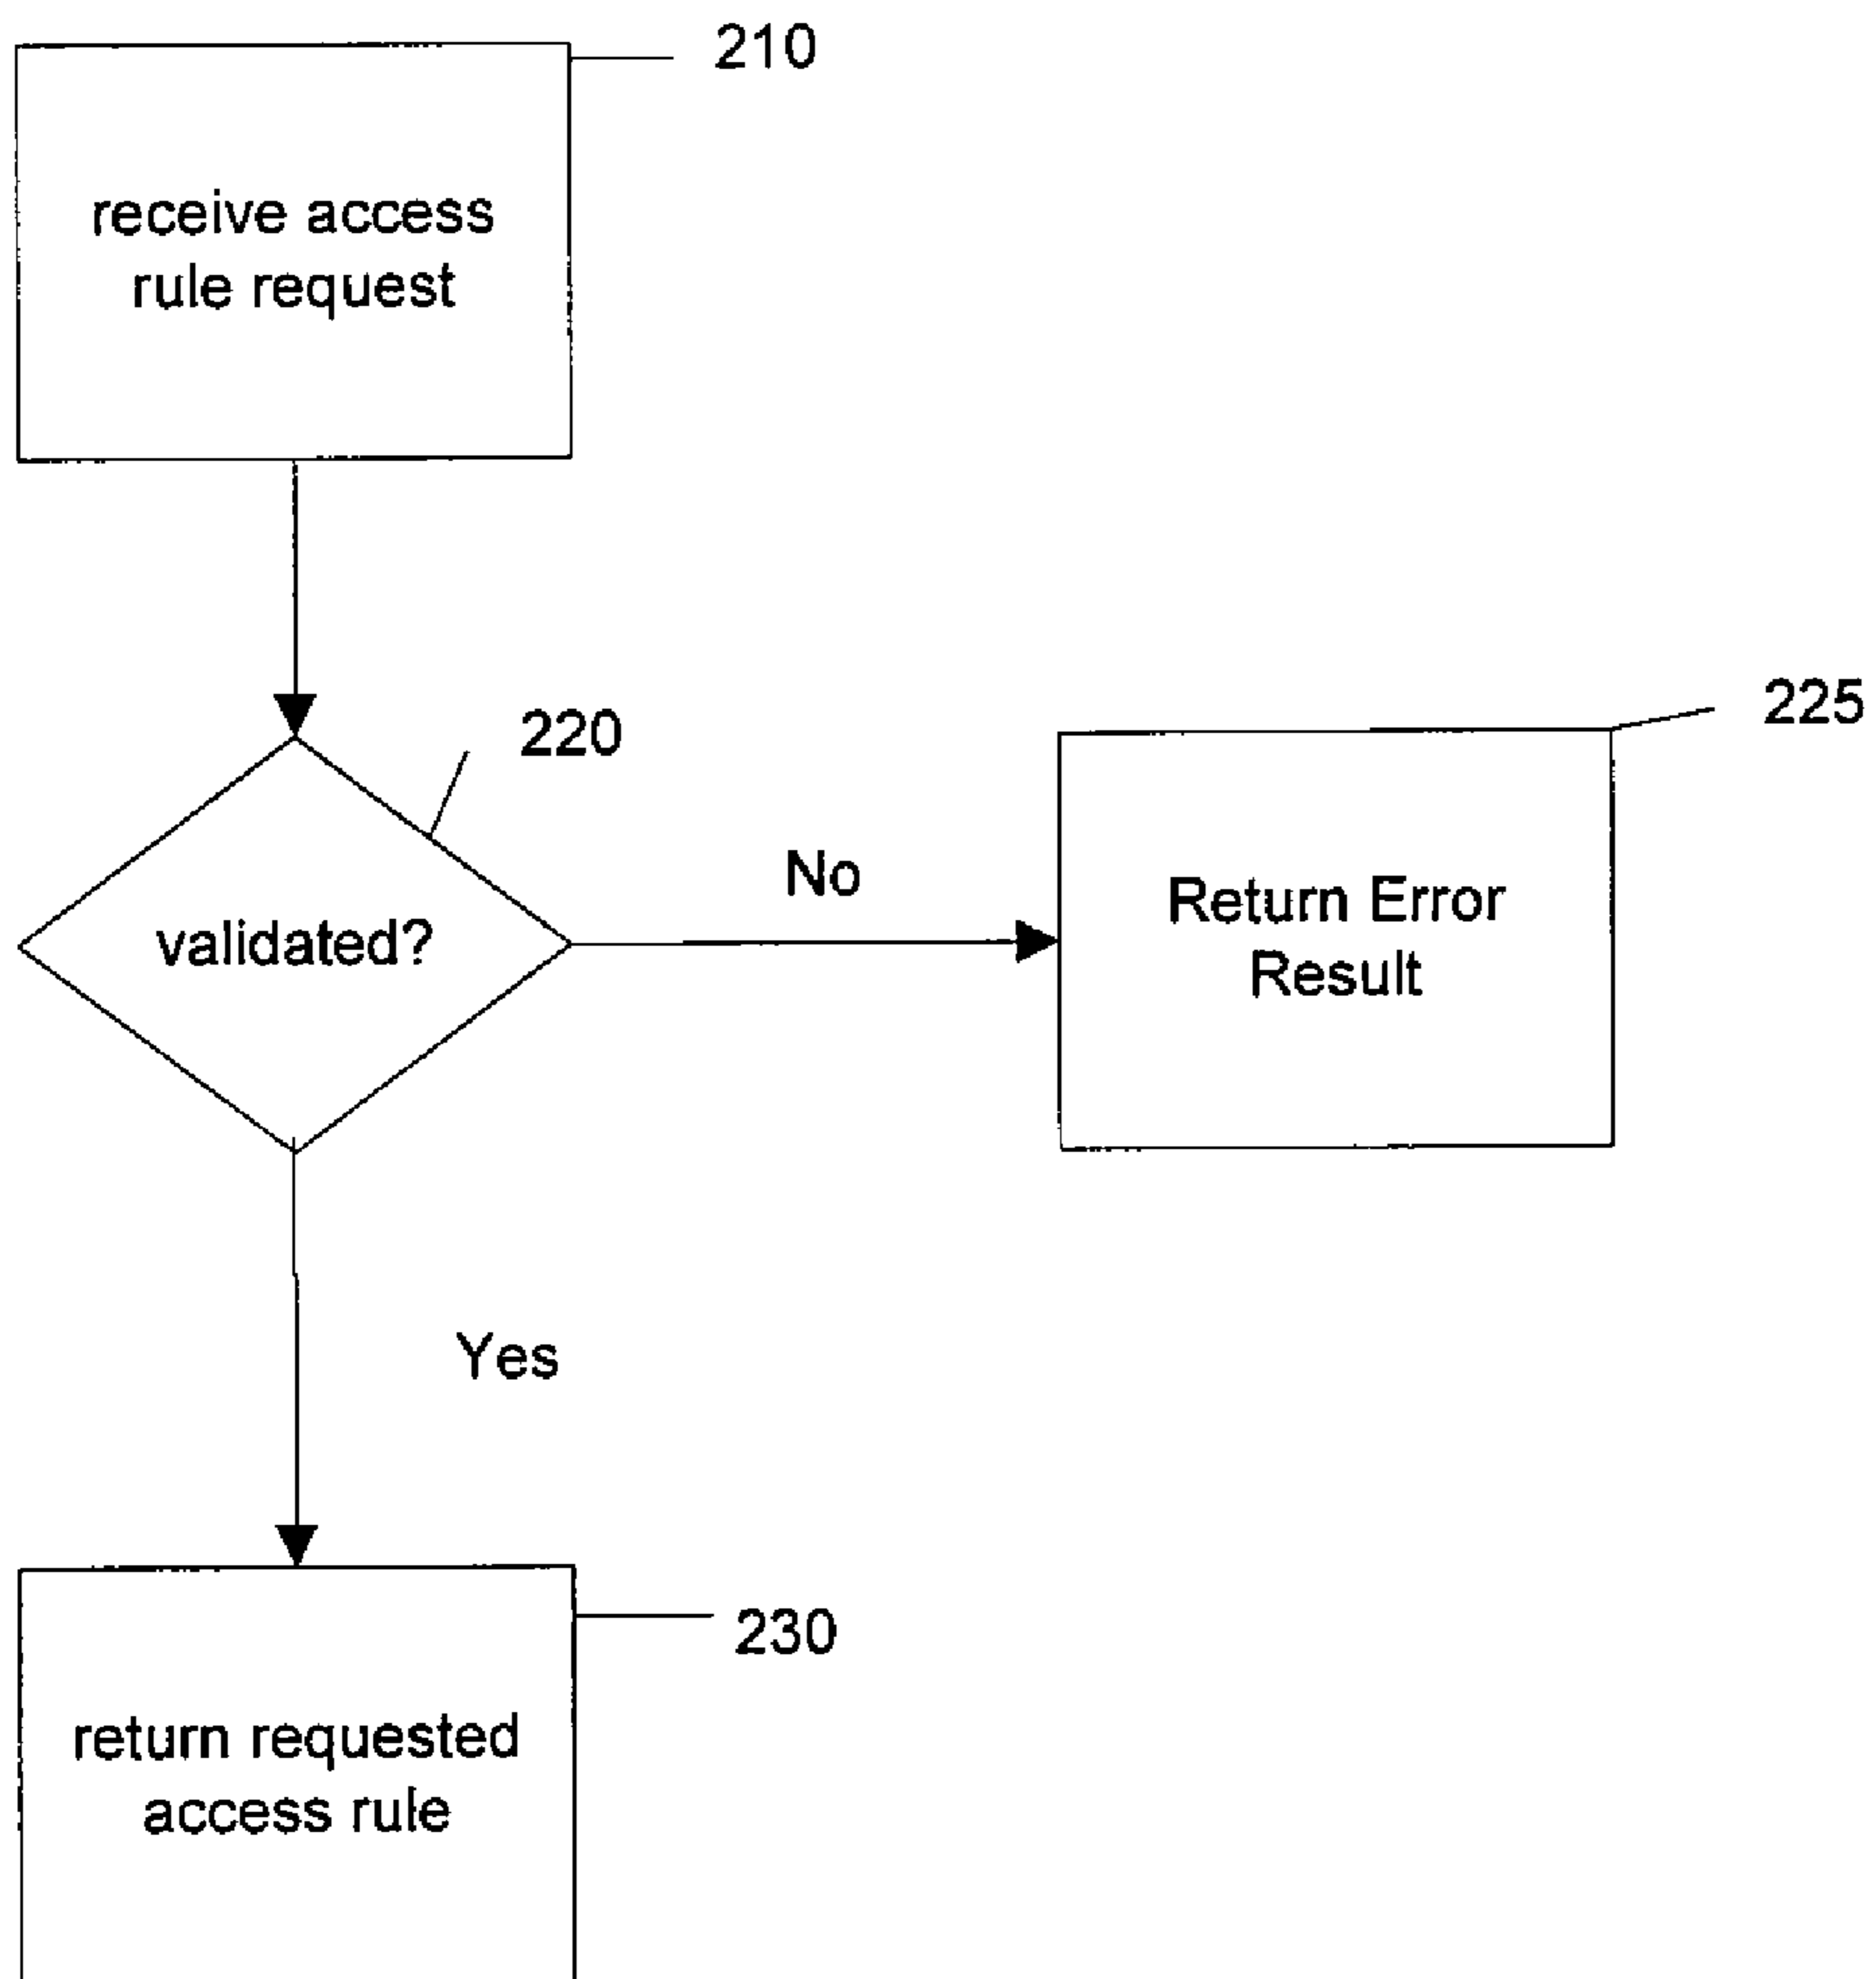 210
receive access
rule request
220
225
validated?
No
Return Error
Result
Yes
230
return requested
access rule